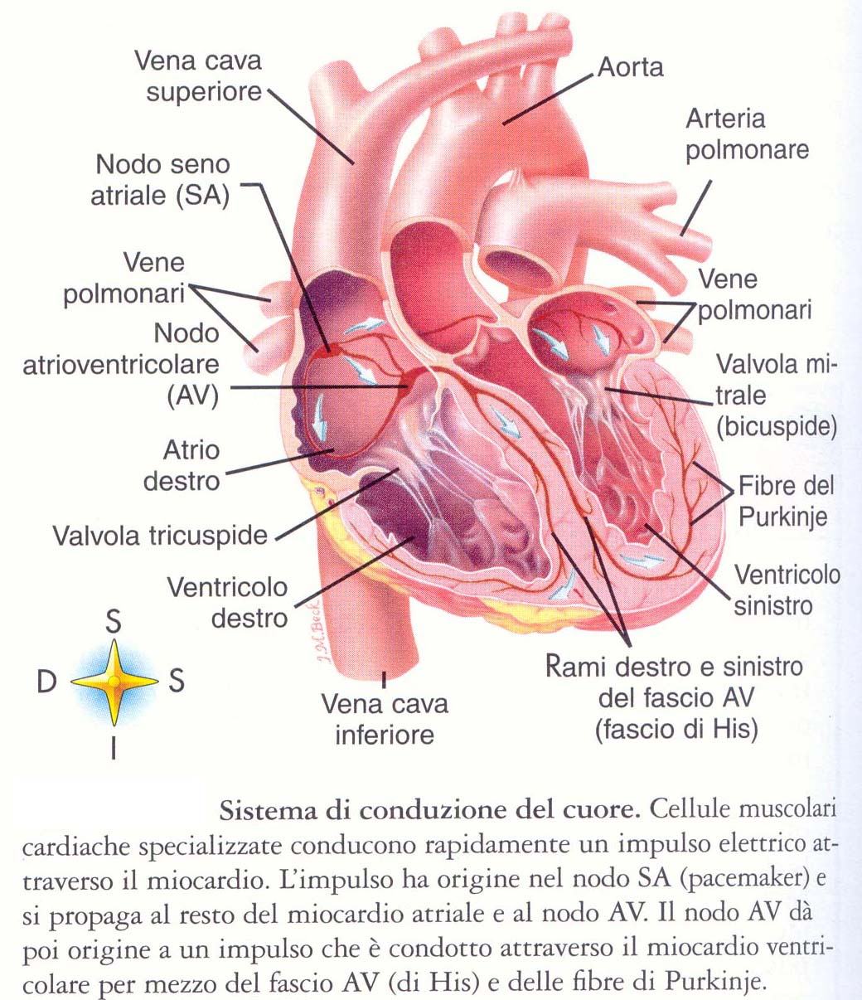 Vena cava
superiore
Aorta
Arteria
polmonare
Nodo seno
atriale (SA)
Vene
polmonari
Vene
polmonari
Nodo
atrioventricolare
(AV)
Valvola mi-
trale
(bicuspide)
Atrio
destro
Fibre del
Purkinje
Valvola tricuspide
Ventricolo
destro
Ventricolo
sinistro
J.M.Beck
S
D
S
I
Rami destro e sinistro
del fascio AV
(fascio di His)
Vena cava
inferiore
Sistema di conduzione del cuore. Cellule muscolari
cardiache specializzate conducono rapidamente un impulso elettrico at-
traverso il miocardio. L'impulso ha origine nel nodo SA (pacemaker) e
si propaga al resto del miocardio atriale e al nodo AV. Il nodo AV dà
poi origine a un impulso che è condotto attraverso il miocardio ventri-
colare per mezzo del fascio AV (di His) e delle fibre di Purkinje.